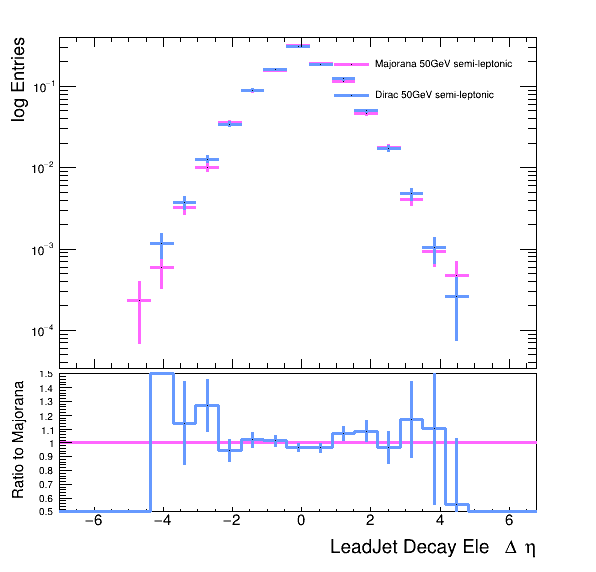 log Entries
10⁻¹
10⁻²
10⁻³
10⁻⁴
Majorana 50GeV semi-leptonic
Dirac 50GeV semi-leptonic
Ratio to Majorana
1.5
1.4
1.3
1.2
1.1
1
0.9
0.8
0.7
0.6
0.5
−6 −4 −2 0 2 4 6
LeadJet Decay Ele Δ η